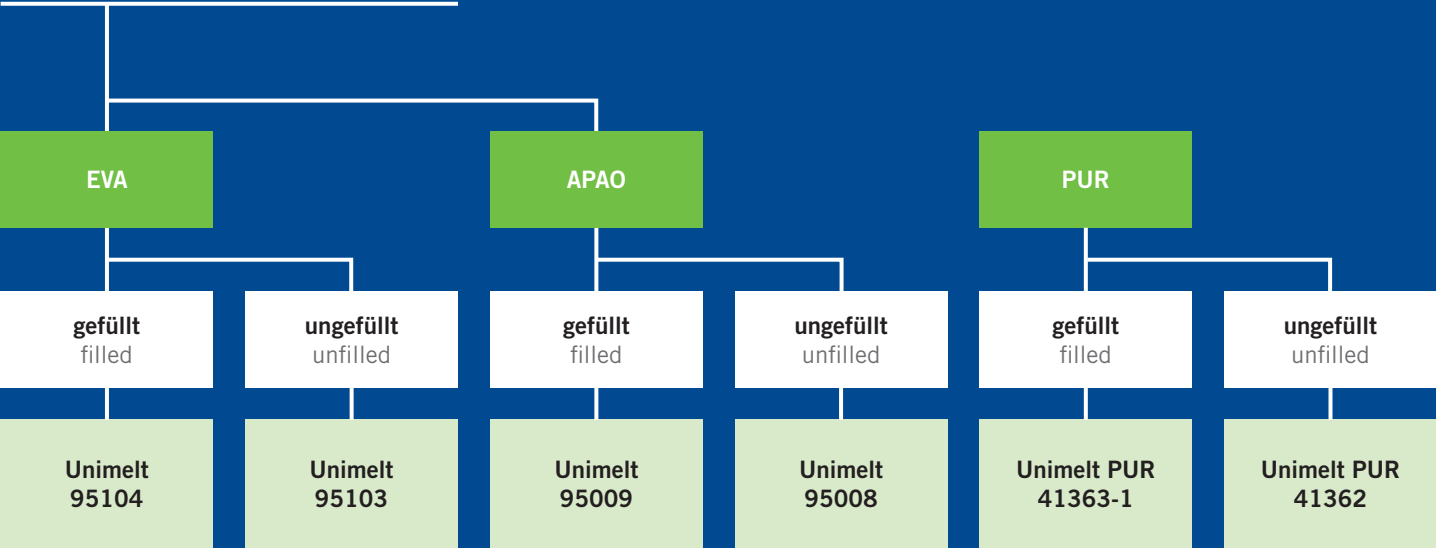 EVA
APAO
PUR
gefüllt
filled
ungefüllt
unfilled
gefüllt
filled
ungefüllt
unfilled
gefüllt
filled
ungefüllt
unfilled
Unimelt
95104
Unimelt
95103
Unimelt
95009
Unimelt
95008
Unimelt PUR
41363-1
Unimelt PUR
41362